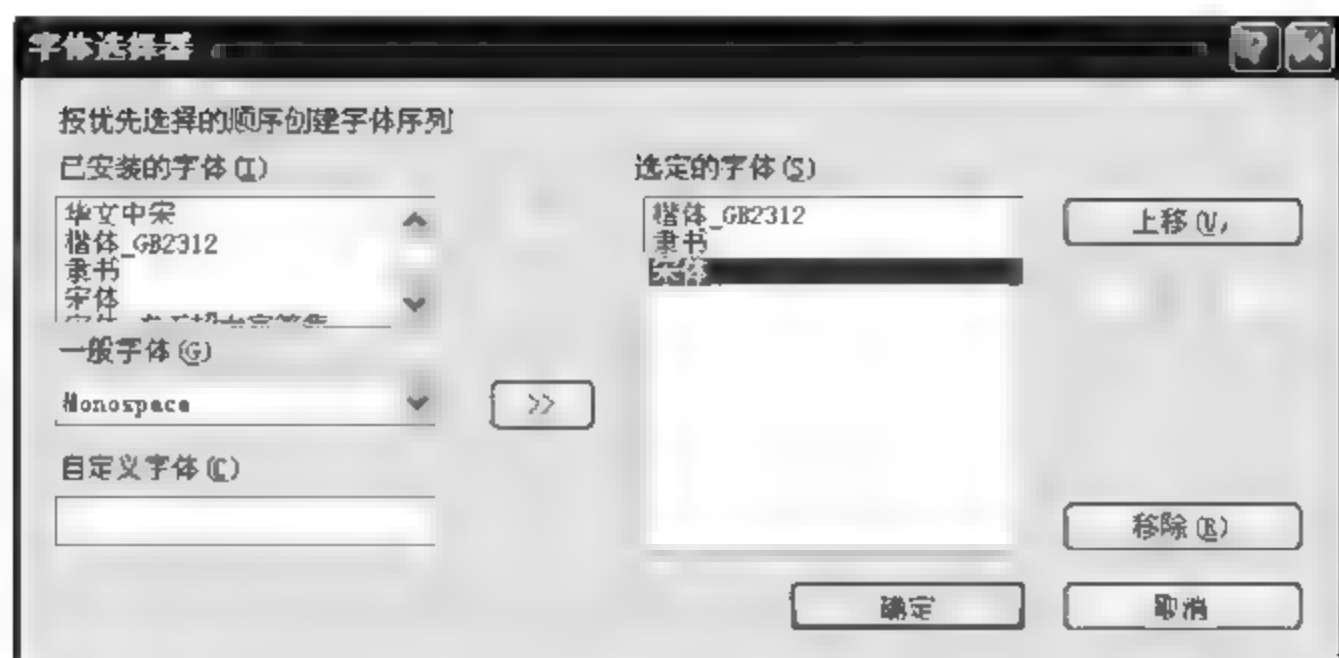 字体选择器
按优先选择的顺序创建字体序列
已安装的字体(I)
华文中宋
楷体_GB2312
隶书
宋体
一般字体(G)
Monospace
自定义字体(C)
>>
选定的字体(S)
楷体_GB2312
隶书
宋体
上移(V)
移除(R)
确定
取消